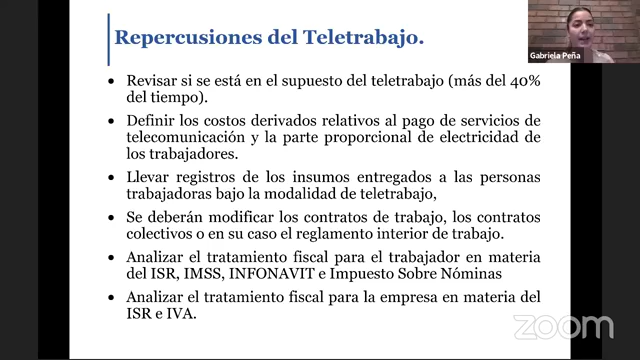 Repercusiones del Teletrabajo.
Gabriela Peña
• Revisar si se está en el supuesto del teletrabajo (más del 40%
del tiempo).
• Definir los costos derivados relativos al pago de servicios de
telecomunicación y la parte proporcional de electricidad de
los trabajadores.
• Llevar registros de los insumos entregados a las personas
trabajadoras bajo la modalidad de teletrabajo,
• Se deberán modificar los contratos de trabajo, los contratos
colectivos o en su caso el reglamento interior de trabajo.
• Analizar el tratamiento fiscal para el trabajador en materia
del ISR, IMSS, INFONAVIT e Impuesto Sobre Nóminas
• Analizar el tratamiento fiscal para la empresa en materia del
ISR e IVA.
zoom